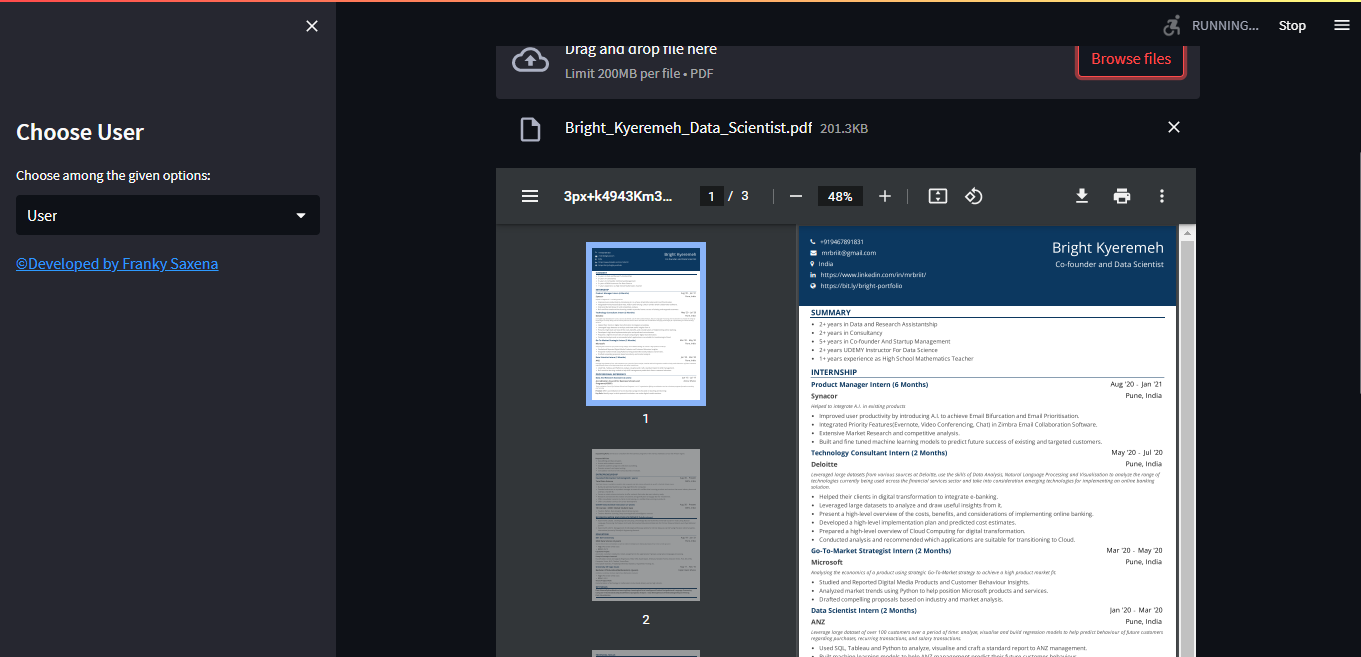 RUNNING...
Stop
Choose User
Choose among the given options:
User
©Developed by Franky Saxena
Drag and drop file here
Limit 200MB per file • PDF
Browse files
Bright_Kyeremeh_Data_Scientist.pdf 201.3KB
3px+k4943Km3... 1 / 3 48%
1
2
+919467891831
mrbriit@gmail.com
India
https://www.linkedin.com/in/mrbriit/
https://bit.ly/bright-portfolio
Bright Kyeremeh
Co-founder and Data Scientist
SUMMARY
• 2+ years in Data and Research Assistantship
• 2+ years in Consultancy
• 5+ years in Co-founder And Startup Management
• 2+ years UDEMY Instructor For Data Science
• 1+ years experience as High School Mathematics Teacher
INTERNSHIP
Product Manager Intern (6 Months) Aug '20 - Jan '21
Synacor Pune, India
Helped to integrate A.I. in existing products
• Improved user productivity by introducing A.I. to achieve Email Bifurcation and Email Prioritisation.
• Integrated Priority Features(Evernote, Video Conferencing, Chat) in Zimbra Email Collaboration Software.
• Extensive Market Research and competitive analysis.
• Built and fine tuned machine learning models to predict future success of existing and targeted customers.
Technology Consultant Intern (2 Months) May '20 - Jul '20
Deloitte Pune, India
Leveraged large datasets from various sources at Deloitte, use the skills of Data Analysis, Natural Language Processing and Visualisation to analyze the range of
technologies currently being used across the financial services sector and take into consideration emerging technologies for implementing an online banking
solution.
• Helped their clients in digital transformation to integrate e-banking.
• Leveraged large datasets to analyze and draw useful insights from it.
• Present a high-level overview of the costs, benefits, and considerations of implementing online banking.
• Developed a high-level implementation plan and predicted cost estimates.
• Prepared a high-level overview of Cloud Computing for digital transformation.
• Conducted analysis and recommended which applications are suitable for transitioning to Cloud.
Go-To-Market Strategist Intern (2 Months) Mar '20 - May '20
Microsoft Pune, India
Analysing the economics of a product using strategic Go-To-Market strategy to achieve a high product market fit.
• Studied and Reported Digital Media Products and Customer Behaviour Insights.
• Analyzed market trends using Python to help position Microsoft products and services.
• Drafted compelling proposals based on industry and market analysis.
Data Scientist Intern (2 Months) Jan '20 - Mar '20
ANZ Pune, India
Leverage large dataset of over 100 customers over a period of time: analyze, visualise and build regression models to help predict behaviour of future customers
regarding purchases, recurring transactions, and salary transactions.
• Used SQL, Tableau and Python to analyze, visualise and craft a standard report to ANZ management.
• Built machine learning models to help ANZ management predict their future customer behaviour.